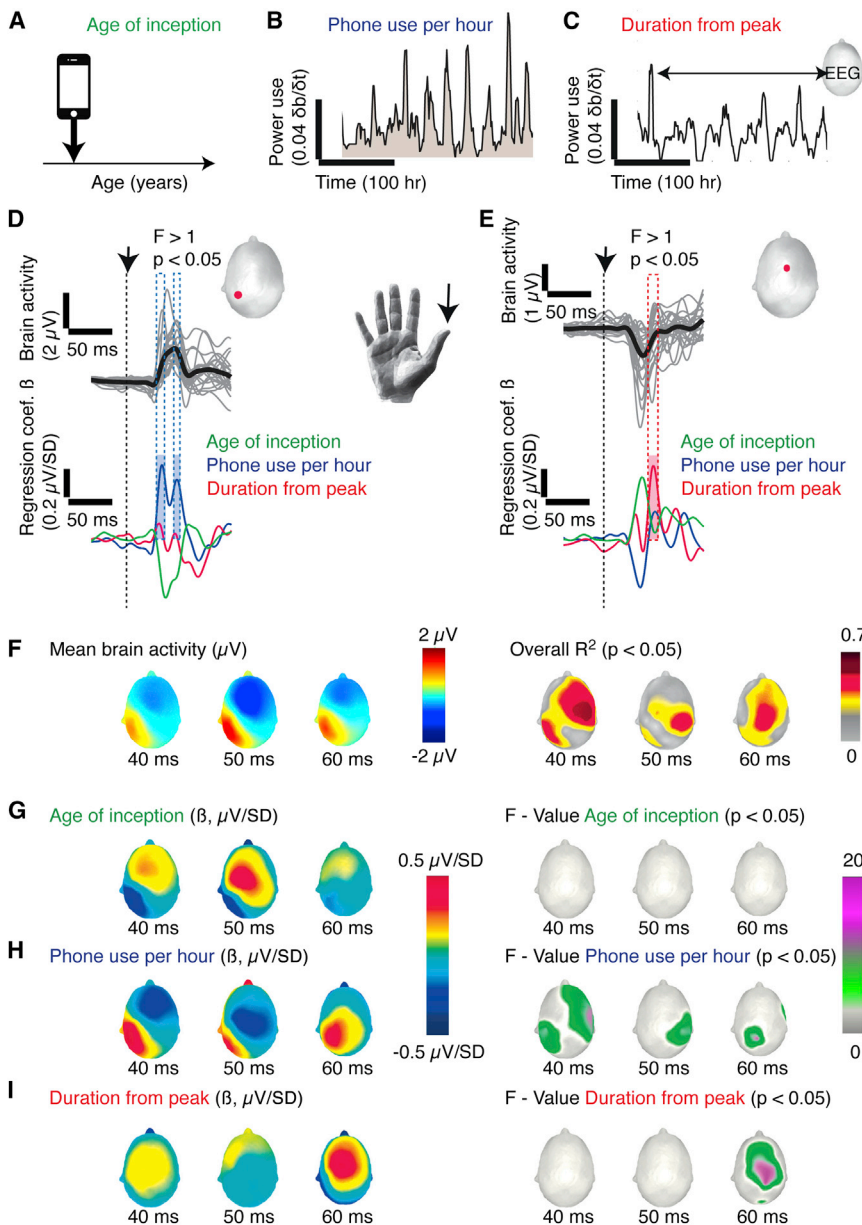 A
Age of inception
Age (years)
B
Phone use per hour
Power use
(0.04 δb/δt)
Time (100 hr)
C
Duration from peak
EEG
Power use
(0.04 δb/δt)
Time (100 hr)
D
F > 1
p < 0.05
Brain activity
(2 µV)
50 ms
Regression coef. ß
(0.2 µV/SD)
50 ms
Age of inception
Phone use per hour
Duration from peak
E
F > 1
p < 0.05
Brain activity
(1 µV)
50 ms
Regression coef. ß
(0.2 µV/SD)
50 ms
Age of inception
Phone use per hour
Duration from peak
F
Mean brain activity (µV)
40 ms 50 ms 60 ms
2 µV
-2 µV
Overall R² (p < 0.05)
40 ms 50 ms 60 ms
0.7
0
G
Age of inception (ß, µV/SD)
40 ms 50 ms 60 ms
0.5 µV/SD
-0.5 µV/SD
F - Value Age of inception (p < 0.05)
40 ms 50 ms 60 ms
20
0
H
Phone use per hour (ß, µV/SD)
40 ms 50 ms 60 ms
F - Value Phone use per hour (p < 0.05)
40 ms 50 ms 60 ms
I
Duration from peak (ß, µV/SD)
40 ms 50 ms 60 ms
F - Value Duration from peak (p < 0.05)
40 ms 50 ms 60 ms